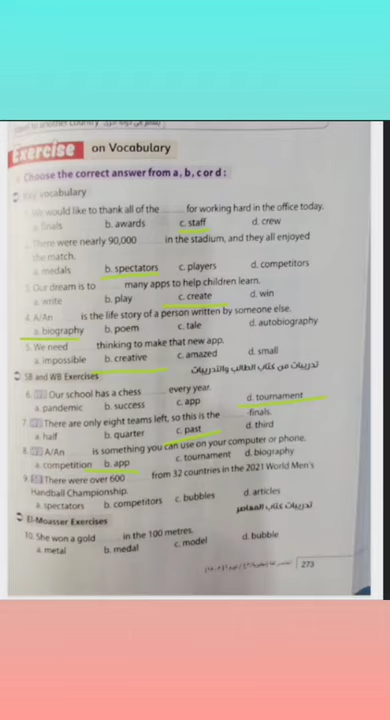 Exercise on Vocabulary
Choose the correct answer from a, b, c or d :
Key vocabulary
We would like to thank all of the ........ for working hard in the office today.
a. finals b. awards c. staff d. crew
There were nearly 90,000 ........ in the stadium, and they all enjoyed
the match.
a. medals b. spectators c. players d. competitors
3. Our dream is to ........ many apps to help children learn.
a. write b. play c. create d. win
4. A/An ........ is the life story of a person written by someone else.
a. biography b. poem c. tale d. autobiography
5. We need ........ thinking to make that new app.
a. impossible b. creative c. amazed d. small
SB and WB Exercises تدريبات من كتاب الطالب والتدريبات
6. Our school has a chess ........ every year.
a. pandemic b. success c. app d. tournament
7. There are only eight teams left, so this is the ........ -finals.
a. half b. quarter c. past d. third
8. A/An ........ is something you can use on your computer or phone.
a. competition b. app c. tournament d. biography
9. There were over 600 ........ from 32 countries in the 2021 World Men's
Handball Championship.
a. spectators b. competitors c. bubbles d. articles
El-Moasser Exercises تدريبات كتاب المعاصر
10. She won a gold ........ in the 100 metres.
a. metal b. medal c. model d. bubble
273